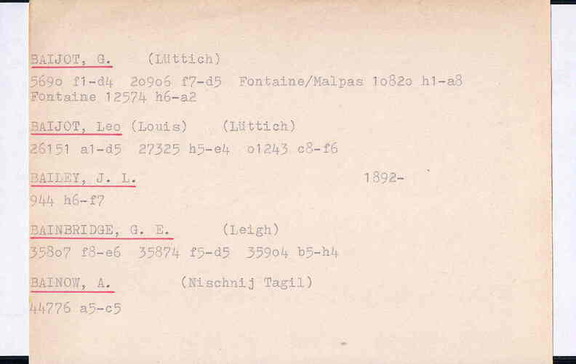 BAIJOT, G. (Lüttich)
5690 f1-d4 20906 f7-d5 Fontaine/Malpas 10820 h1-a8
Fontaine 12574 h6-a2
BAIJOT, Leo (Louis) (Lüttich)
26151 a1-d5 27325 h5-e4 01243 c8-f6
BAILEY, J. L. 1892-
944 h6-f7
BAINBRIDGE, G. E. (Leigh)
35807 f8-e6 35874 f5-d5 35904 b5-h4
BAINOW, A. (Nischnij Tagil)
44776 a5-c5